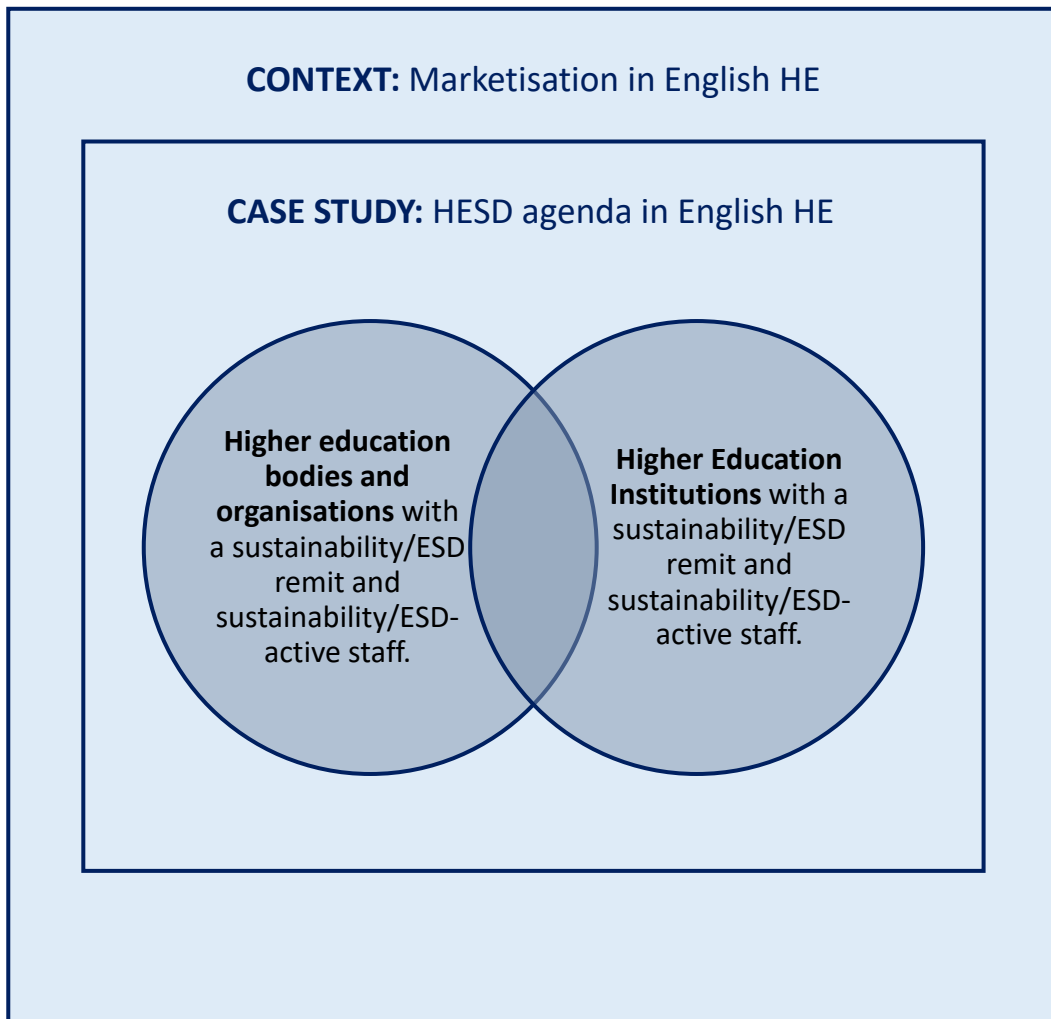 CONTEXT: Marketisation in English HE
CASE STUDY: HESD agenda in English HE
Higher education
bodies and
organisations with
a sustainability/ESD
remit and
sustainability/ESD-
active staff.
Higher Education
Institutions with a
sustainability/ESD
remit and
sustainability/ESD-
active staff.